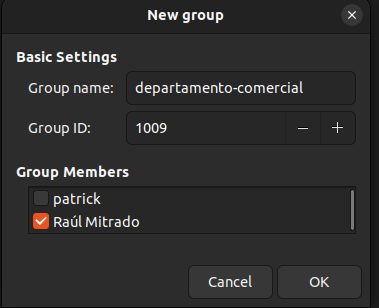 New group
Basic Settings
Group name: departamento-comercial
Group ID: 1009
Group Members
patrick
Raúl Mitrado
Cancel OK